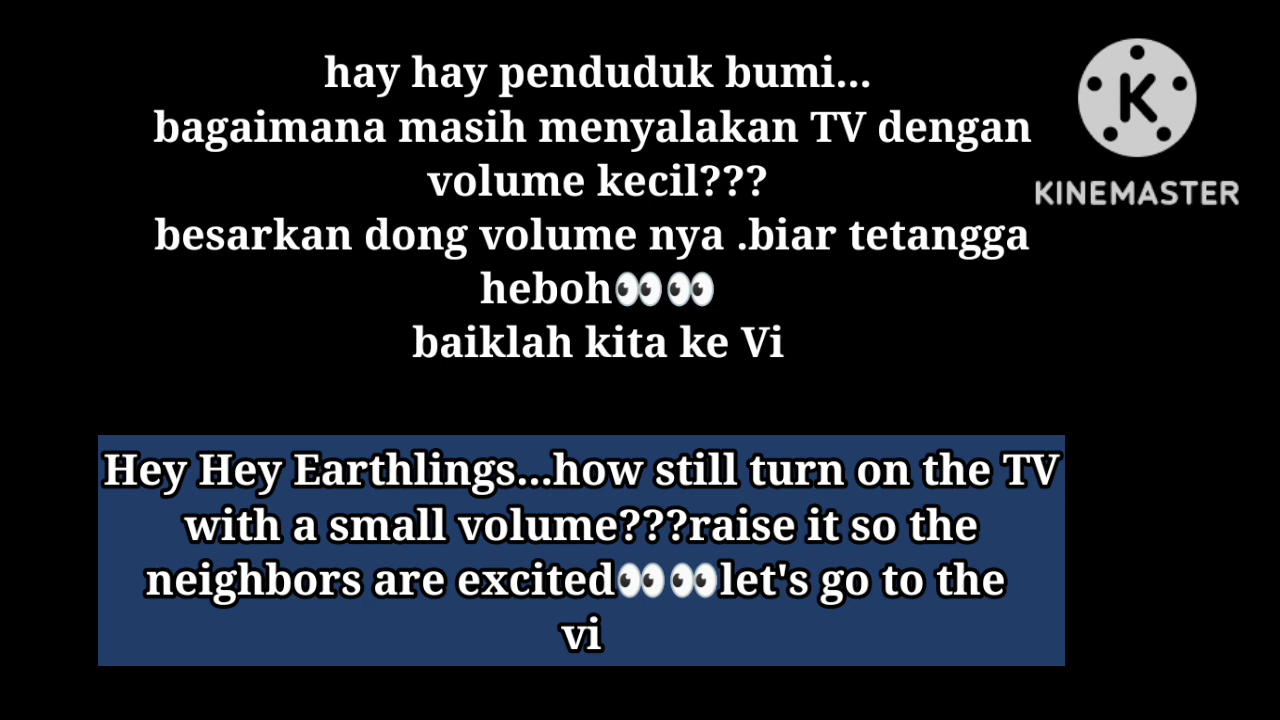 hay hay penduduk bumi...
bagaimana masih menyalakan TV dengan
volume kecil???
besarkan dong volume nya .biar tetangga
heboh👀👀
baiklah kita ke Vi
KINEMASTER
Hey Hey Earthlings...how still turn on the TV
with a small volume???raise it so the
neighbors are excited👀👀let's go to the
vi